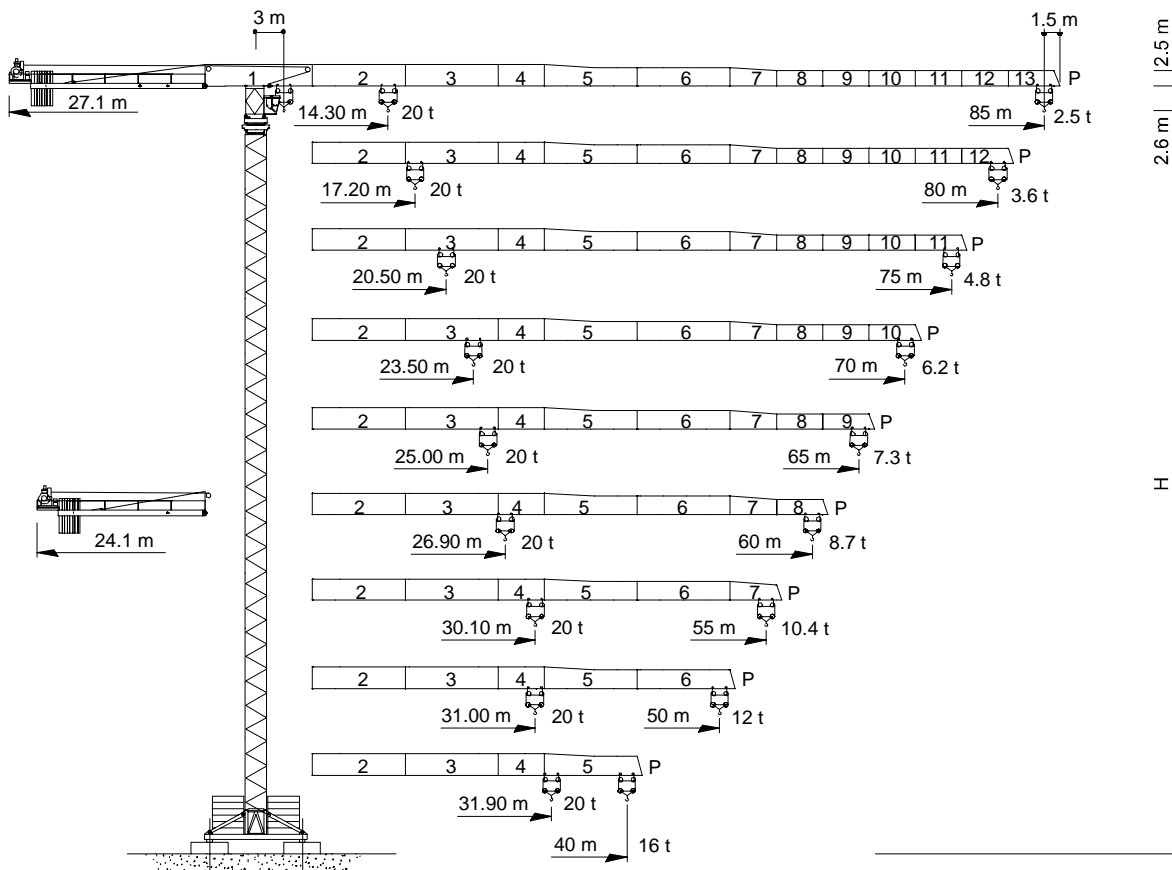 3 m
1.5 m
2.5 m
1 2 3 4 5 6 7 8 9 10 11 12 13 P
27.1 m
14.30 m 20 t 85 m 2.5 t
2.6 m
2 3 4 5 6 7 8 9 10 11 12 P
17.20 m 20 t 80 m 3.6 t
2 3 4 5 6 7 8 9 10 11 P
20.50 m 20 t 75 m 4.8 t
2 3 4 5 6 7 8 9 10 P
23.50 m 20 t 70 m 6.2 t
2 3 4 5 6 7 8 9 P
25.00 m 20 t 65 m 7.3 t
H
2 3 4 5 6 7 8 P
24.1 m 26.90 m 20 t 60 m 8.7 t
2 3 4 5 6 7 P
30.10 m 20 t 55 m 10.4 t
2 3 4 5 6 P
31.00 m 20 t 50 m 12 t
2 3 4 5 P
31.90 m 20 t
40 m 16 t